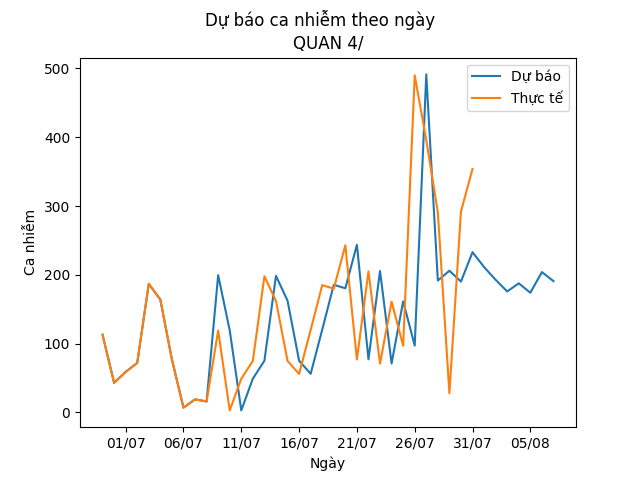 Dự báo ca nhiễm theo ngày
QUAN 4/
Dự báo
Thực tế
Ca nhiễm
500
400
300
200
100
0
01/07 06/07 11/07 16/07 21/07 26/07 31/07 05/08
Ngày